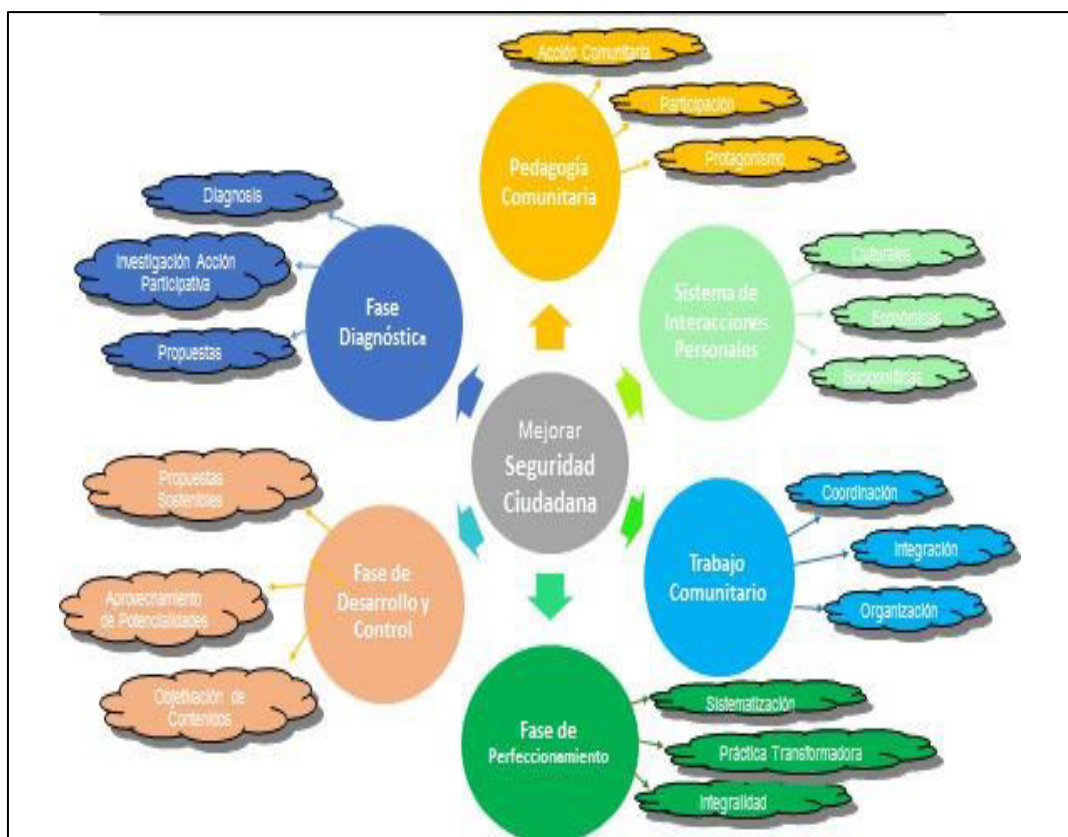 Acción Comunitaria
Participación
Protagonismo
Pedagogía
Comunitaria
Diagnosis
Investigación Acción
Participativa
Propuestas
Fase
Diagnóstica
Sistema de
Interacciones
Personales
Culturales
Económicas
Sociopolíticas
Mejorar
Seguridad
Ciudadana
Propuestas
Sostenibles
Aprovechamiento
de Potencialidades
Objetivación de
Contenidos
Fase de
Desarrollo y
Control
Trabajo
Comunitario
Coordinación
Integración
Organización
Fase de
Perfeccionamiento
Sistematización
Práctica Transformadora
Integralidad